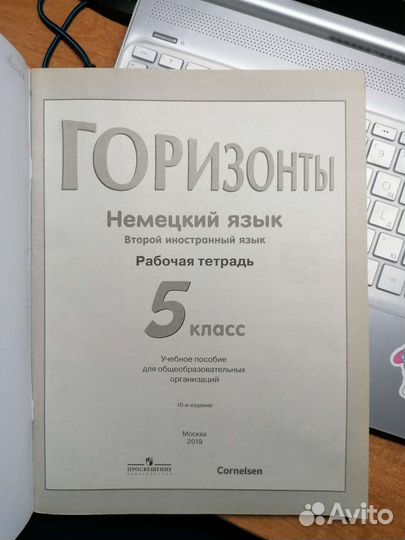 ГОРИЗОНТЫ
Немецкий язык
Второй иностранный язык
Рабочая тетрадь
5 класс
Учебное пособие
для общеобразовательных
организаций
10-е издание
Москва
2019
ПРОСВЕЩЕНИЕ
ИЗДАТЕЛЬСТВО
Cornelsen
Avito